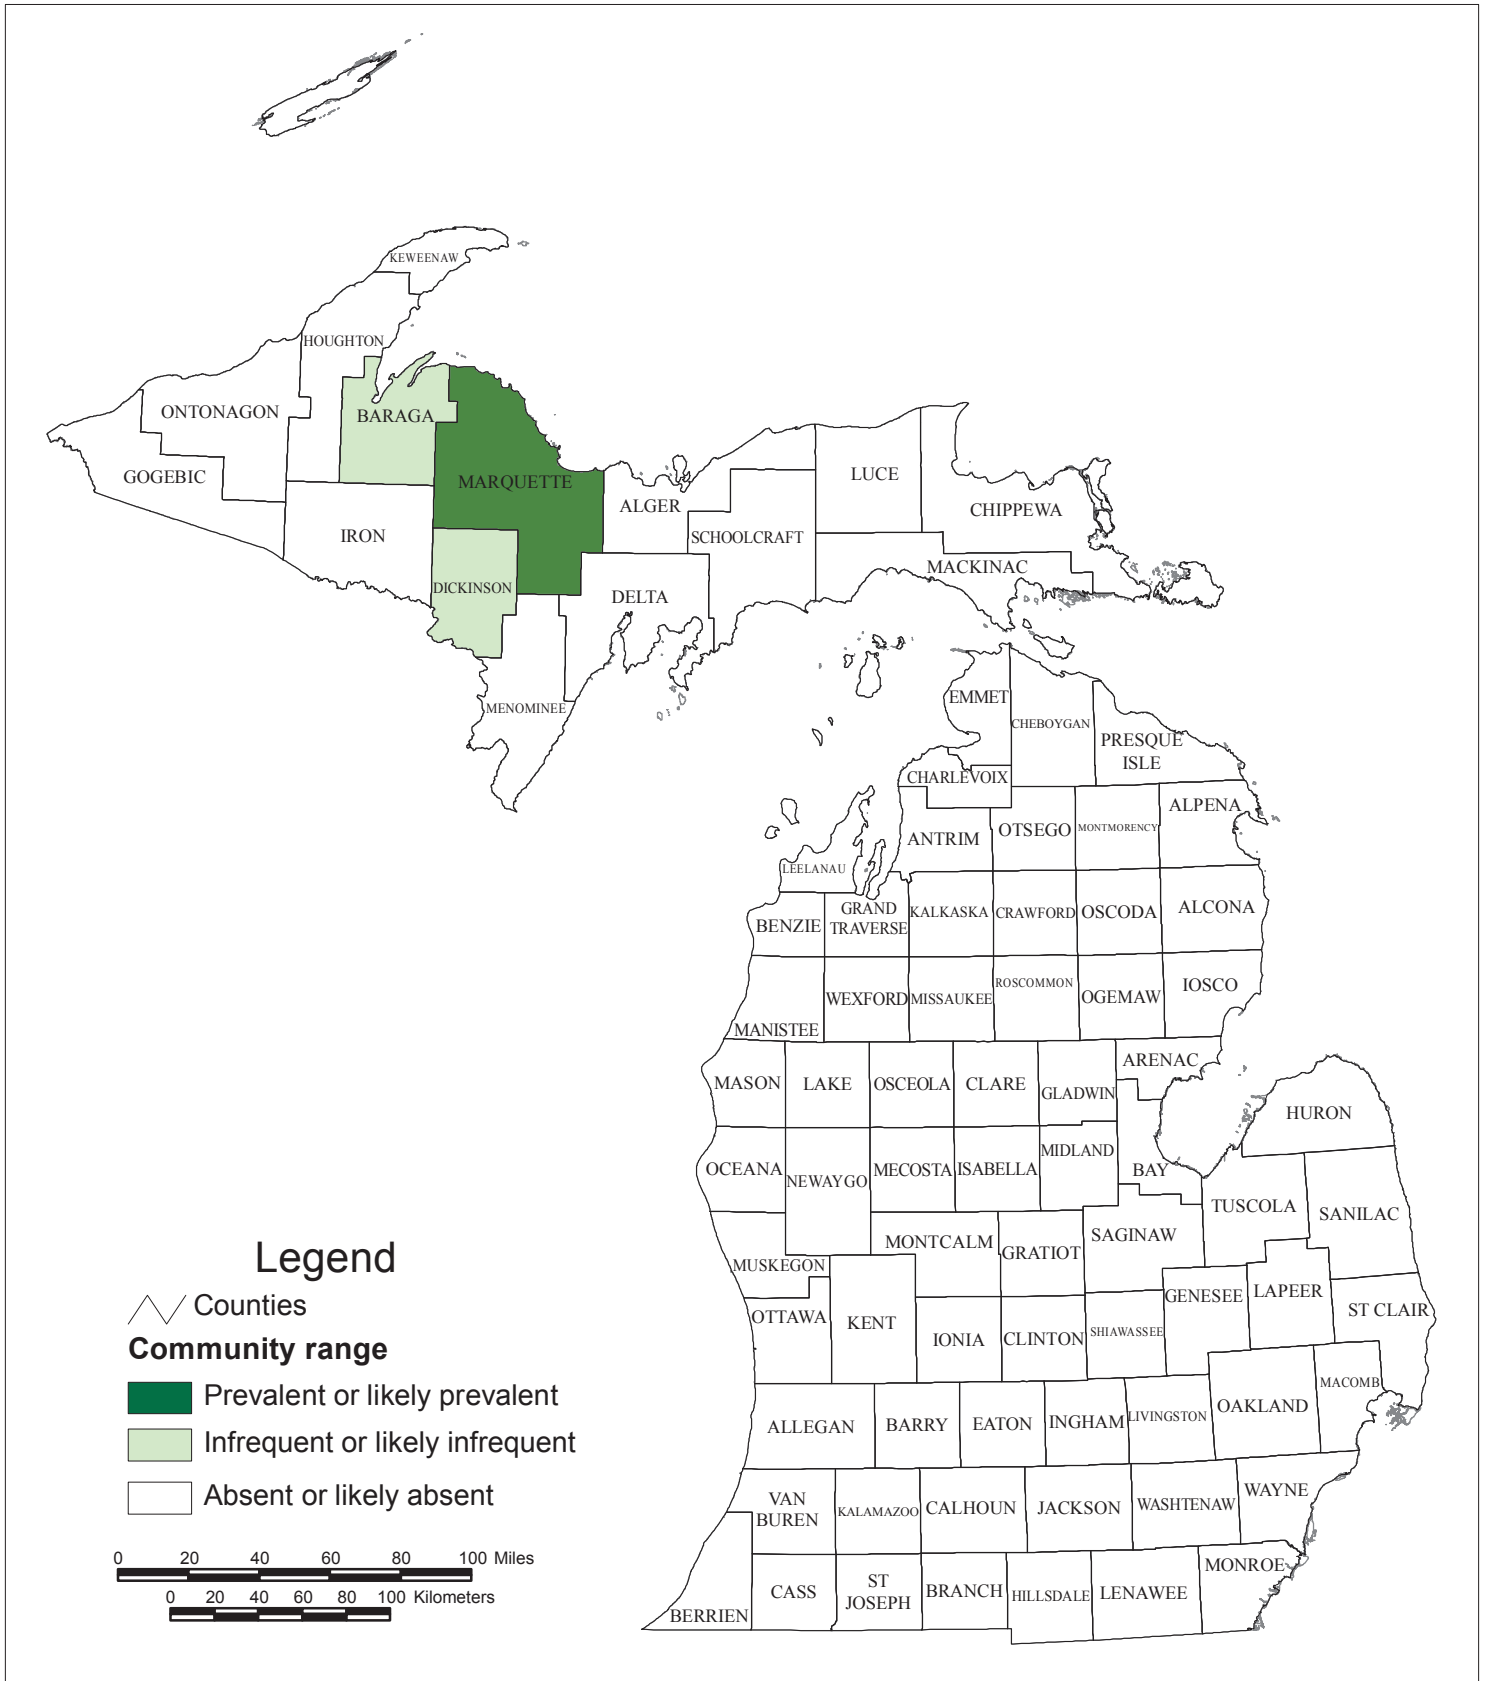 KEWEENAW
HOUGHTON
ONTONAGON
BARAGA
GOGEBIC
MARQUETTE
LUCE
ALGER
CHIPPEWA
IRON
SCHOOLCRAFT
MACKINAC
DICKINSON
DELTA
MENOMINEE
EMMET
CHEBOYGAN
PRESQUE
ISLE
CHARLEVOIX
ALPENA
ANTRIM
OTSEGO
MONTMORENCY
LEELANAU
BENZIE
GRAND
TRAVERSE
KALKASKA
CRAWFORD
OSCODA
ALCONA
MANISTEE
WEXFORD
MISSAUKEE
ROSCOMMON
OGEMAW
IOSCO
ARENAC
MASON
LAKE
OSCEOLA
CLARE
GLADWIN
HURON
OCEANA
NEWAYGO
MECOSTA
ISABELLA
MIDLAND
BAY
TUSCOLA
SANILAC
MUSKEGON
MONTCALM
GRATIOT
SAGINAW
GENESEE
LAPEER
ST CLAIR
OTTAWA
KENT
IONIA
CLINTON
SHIAWASSEE
OAKLAND
MACOMB
ALLEGAN
BARRY
EATON
INGHAM
LIVINGSTON
VAN
BUREN
KALAMAZOO
CALHOUN
JACKSON
WASHTENAW
WAYNE
BERRIEN
CASS
ST
JOSEPH
BRANCH
HILLSDALE
LENAWEE
MONROE
Legend
Counties
Community range
Prevalent or likely prevalent
Infrequent or likely infrequent
Absent or likely absent
0 20 40 60 80 100 Miles
0 20 40 60 80 100 Kilometers